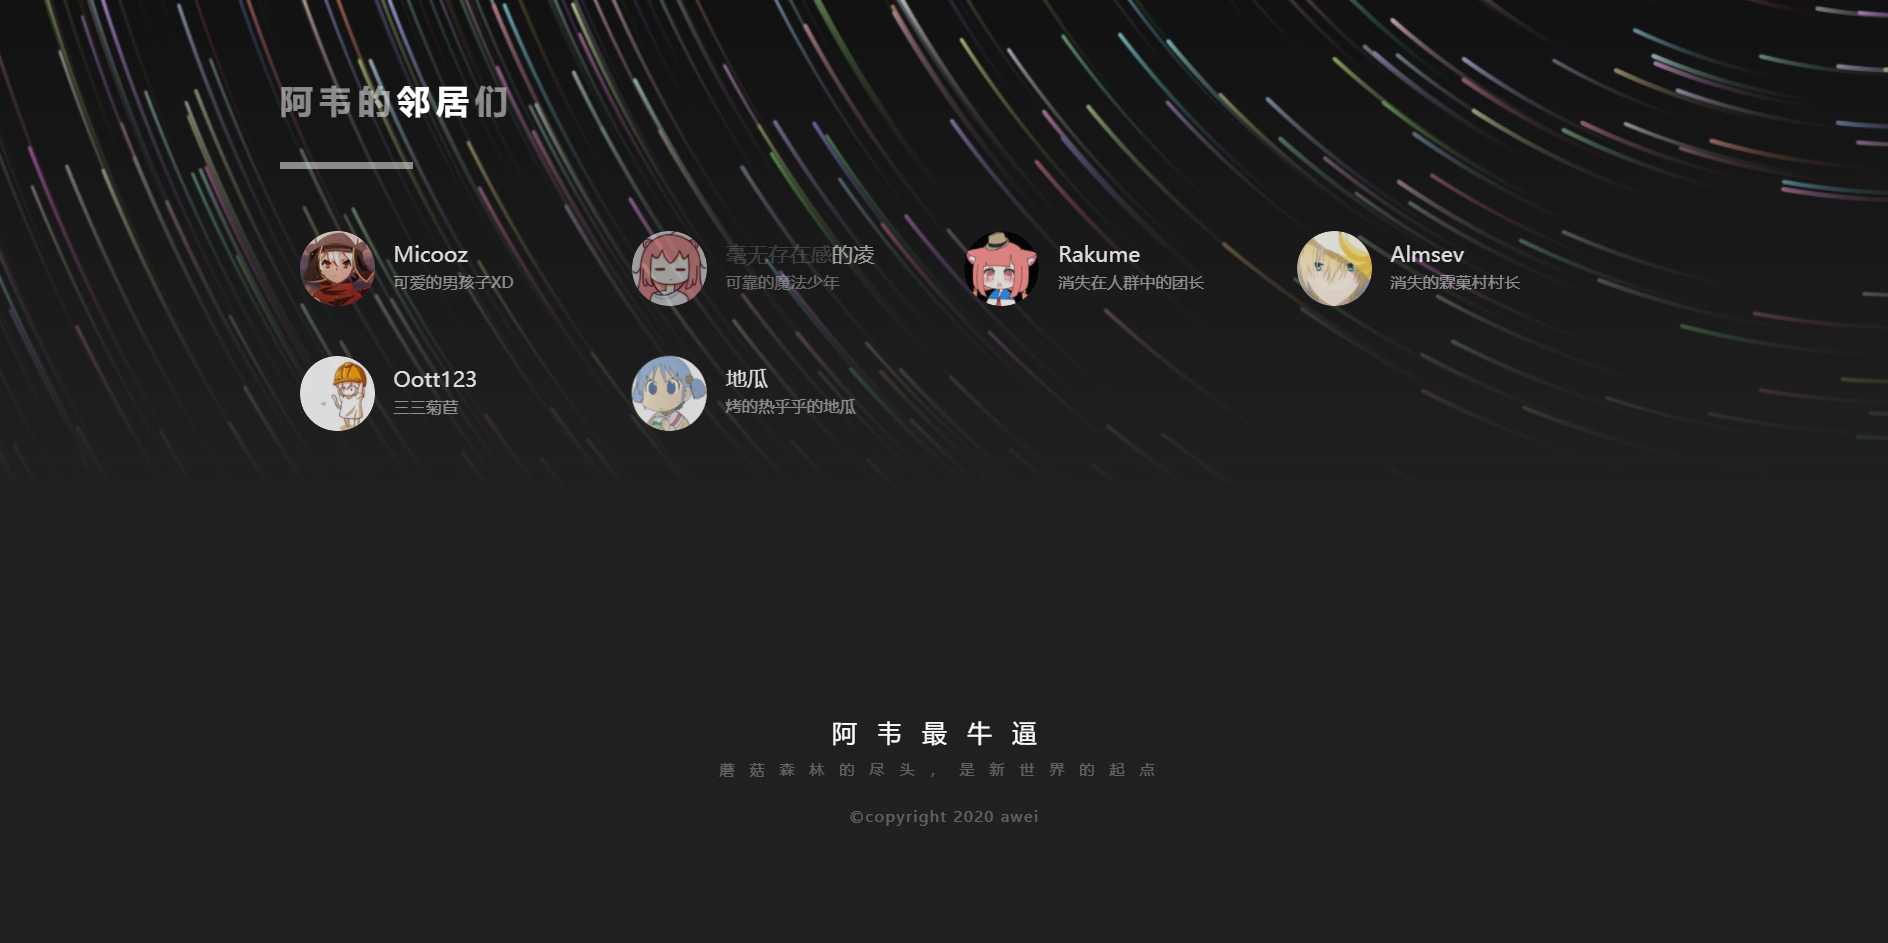 阿韦的邻居们
Micooz
可爱的男孩子XD
毫无存在感的凌
可靠的魔法少年
Rakume
消失在人群中的团长
Almsev
消失的霖菓村村长
Oott123
三三菊苣
地瓜
烤的热乎乎的地瓜
阿韦最牛逼
蘑菇森林的尽头，是新世界的起点
©copyright 2020 awei